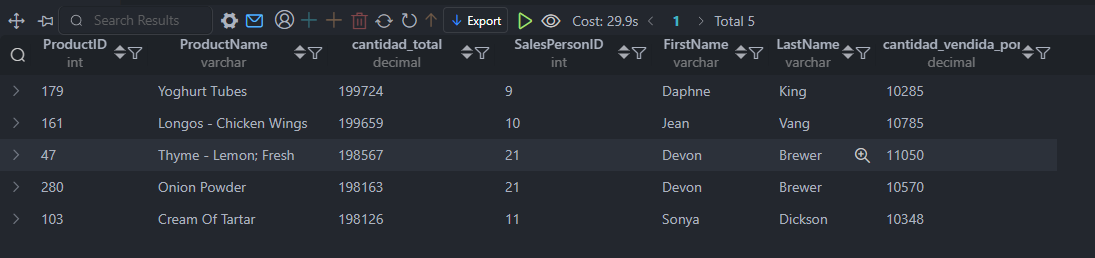 Search Results Export Cost: 29.9s 1 Total 5
ProductID ProductName cantidad_total SalesPersonID FirstName LastName cantidad_vendida_por
int varchar decimal int varchar varchar decimal
179 Yoghurt Tubes 199724 9 Daphne King 10285
161 Longos - Chicken Wings 199659 10 Jean Vang 10785
47 Thyme - Lemon; Fresh 198567 21 Devon Brewer 11050
280 Onion Powder 198163 21 Devon Brewer 10570
103 Cream Of Tartar 198126 11 Sonya Dickson 10348